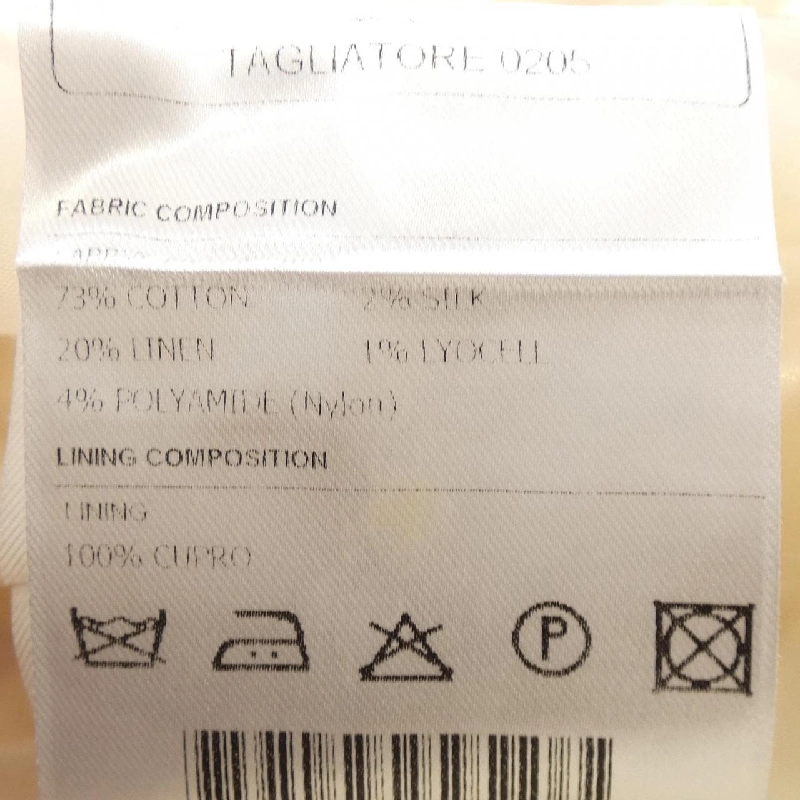 TAGLIATORE 0205
FABRIC COMPOSITION
FABRIC
73% COTTON 2% SILK
20% LINEN 1% LYOCELL
4% POLYAMIDE (Nylon)
LINING COMPOSITION
LINING
100% CUPRO
P